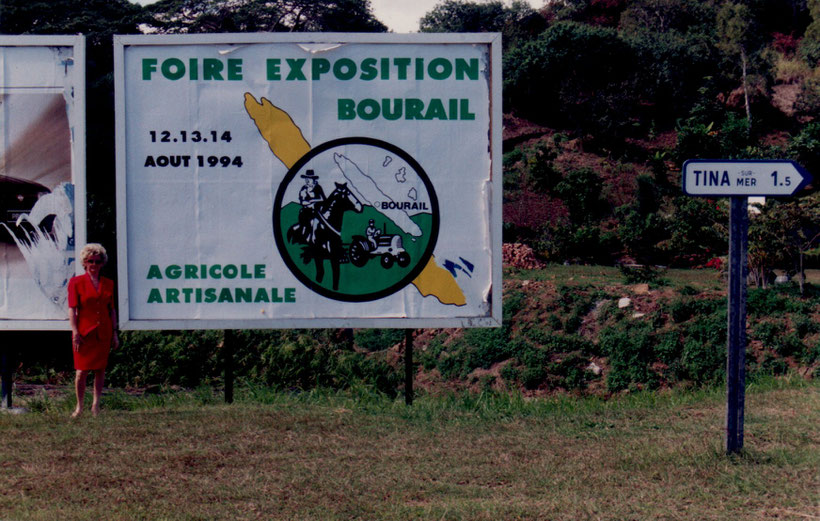 FOIRE EXPOSITION
BOURAIL
12.13.14
AOUT 1994
BOURAIL
AGRICOLE
ARTISANALE
TINA -SUR- MER 1.5